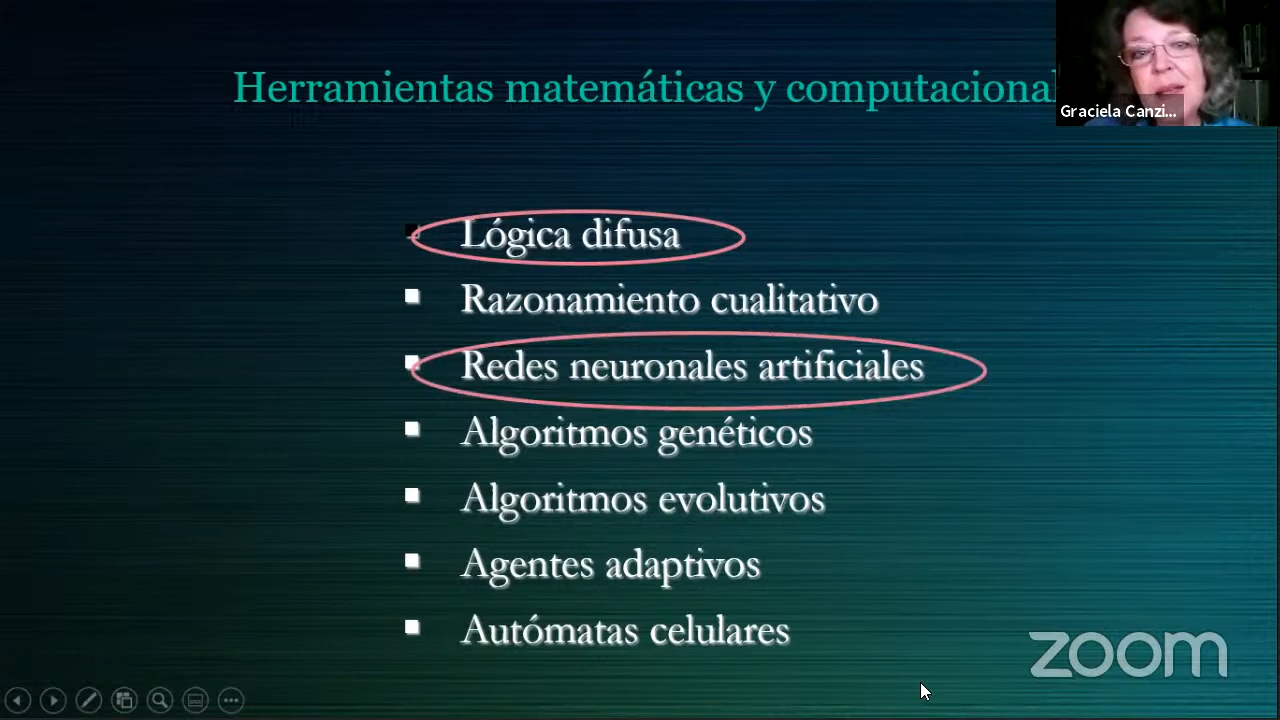 Herramientas matemáticas y computacional
Graciela Canzi...
Lógica difusa
Razonamiento cualitativo
Redes neuronales artificiales
Algoritmos genéticos
Algoritmos evolutivos
Agentes adaptivos
Autómatas celulares
zoom